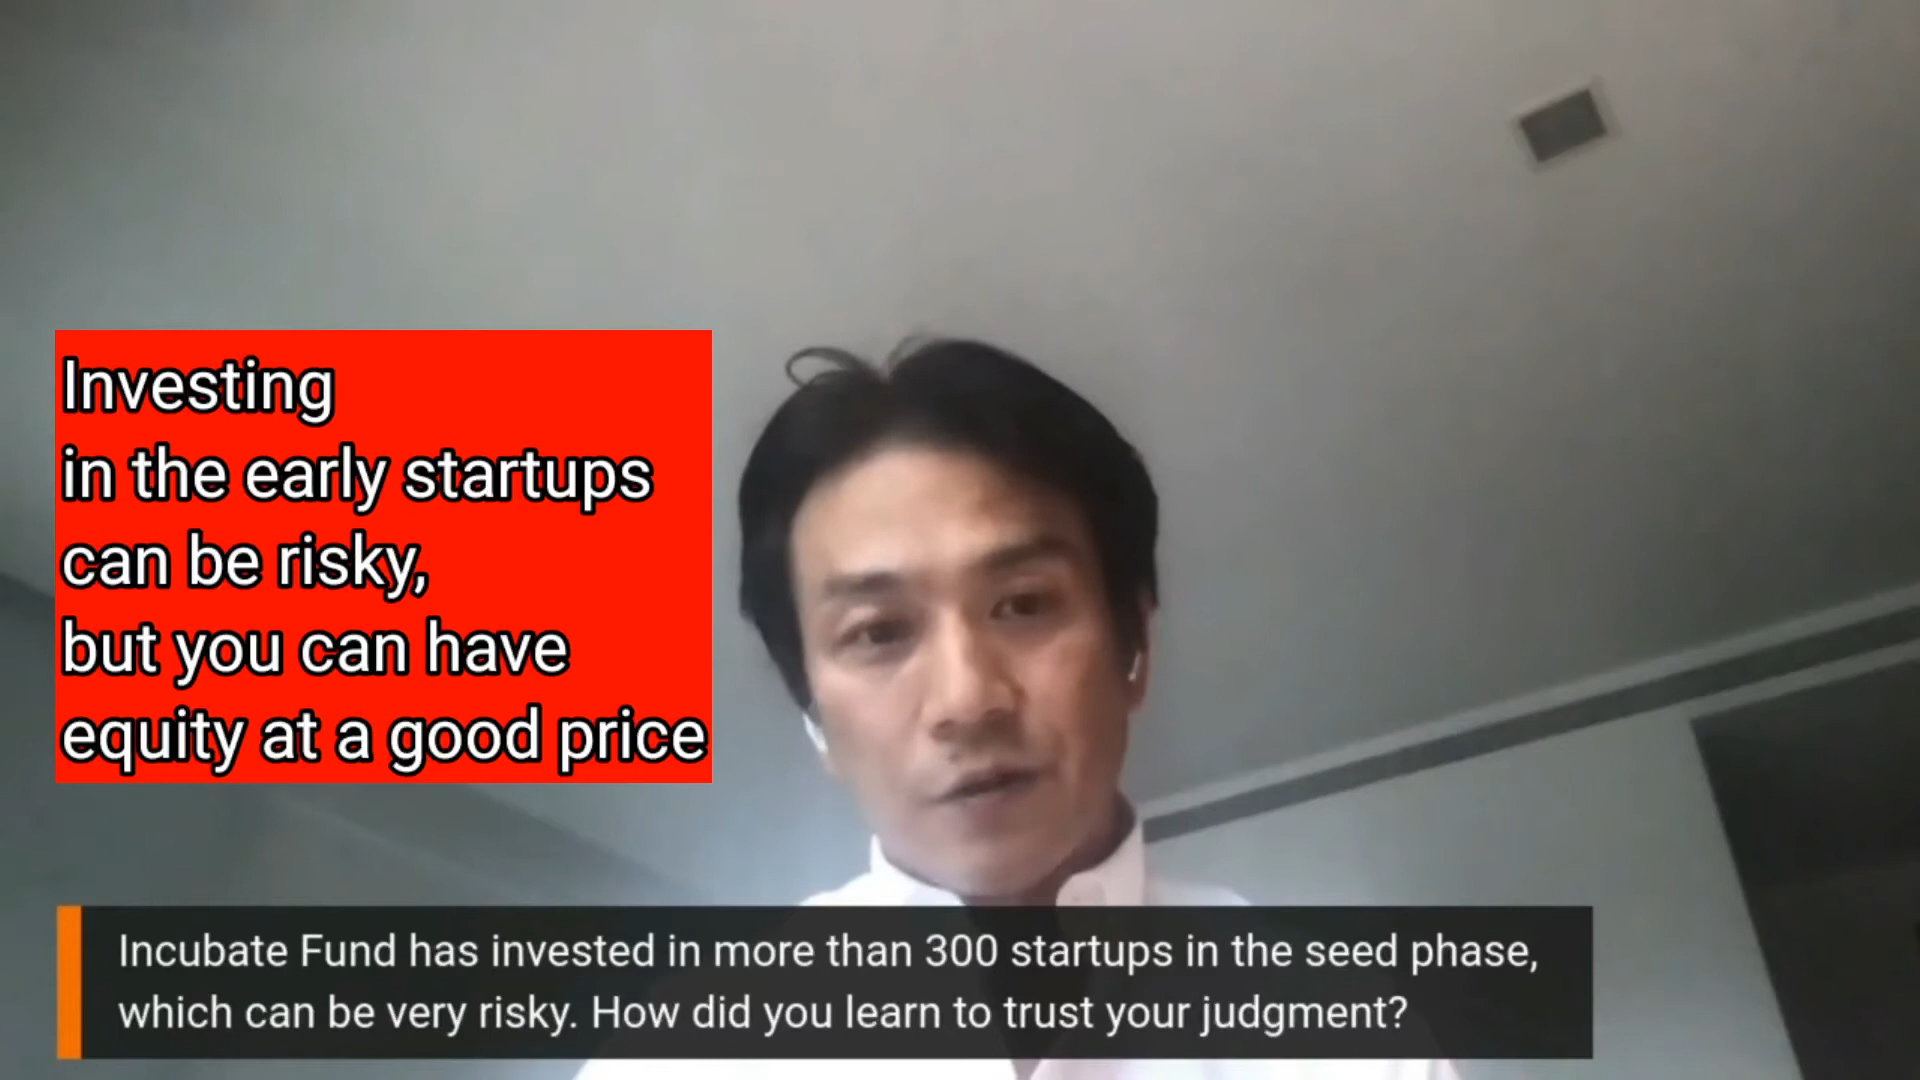 Investing
in the early startups
can be risky,
but you can have
equity at a good price
Incubate Fund has invested in more than 300 startups in the seed phase,
which can be very risky. How did you learn to trust your judgment?